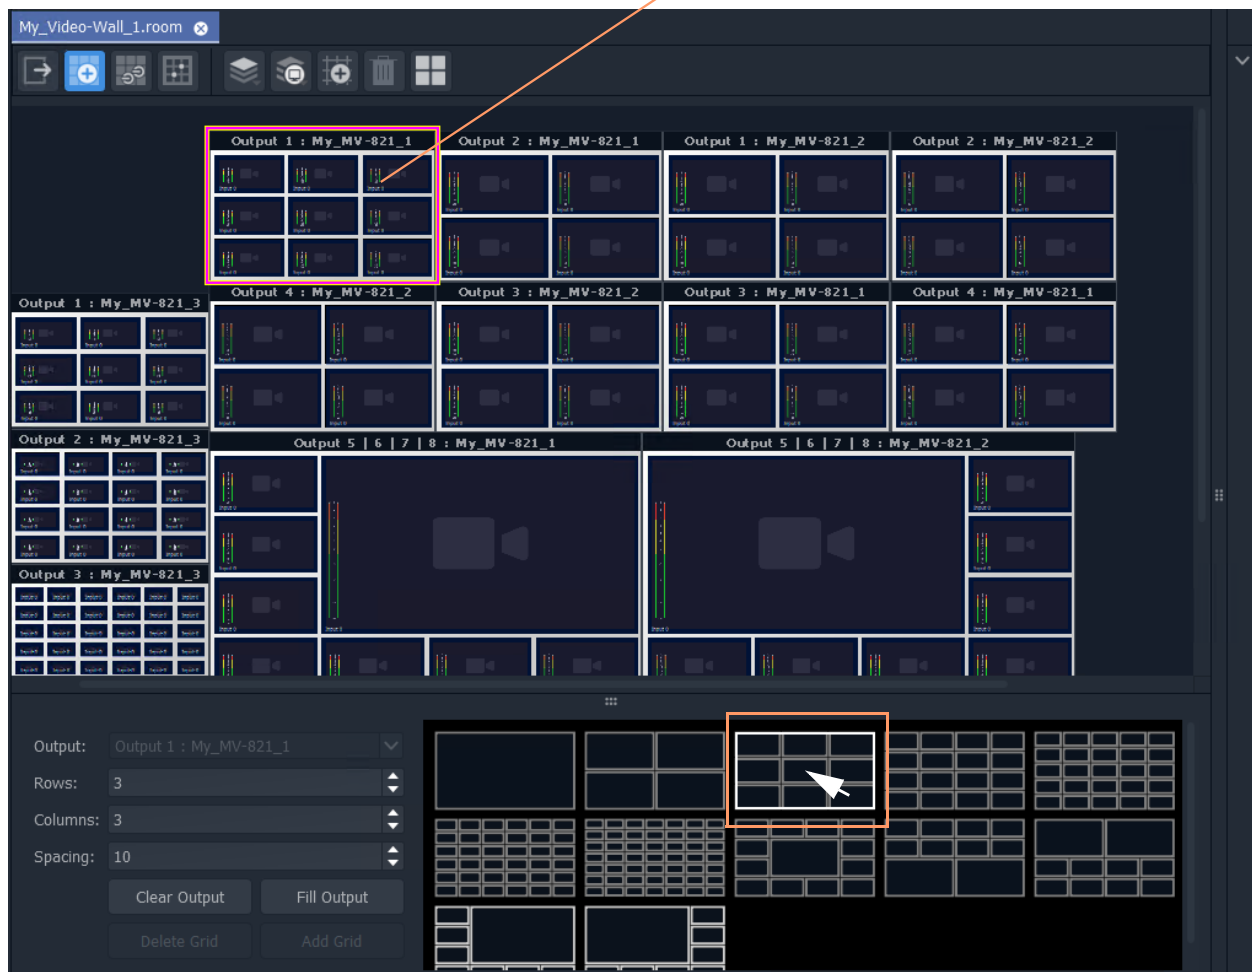 My_Video-Wall_1.room
Output 1 : My_MV-821_1
Output 2 : My_MV-821_1
Output 1 : My_MV-821_2
Output 2 : My_MV-821_2
Output 4 : My_MV-821_2
Output 3 : My_MV-821_2
Output 3 : My_MV-821_1
Output 4 : My_MV-821_1
Output 1 : My_MV-821_3
Output 2 : My_MV-821_3
Output 3 : My_MV-821_3
Output 5 | 6 | 7 | 8 : My_MV-821_1
Output 5 | 6 | 7 | 8 : My_MV-821_2
Output: Output 1 : My_MV-821_1
Rows: 3
Columns: 3
Spacing: 10
Clear Output Fill Output
Delete Grid Add Grid